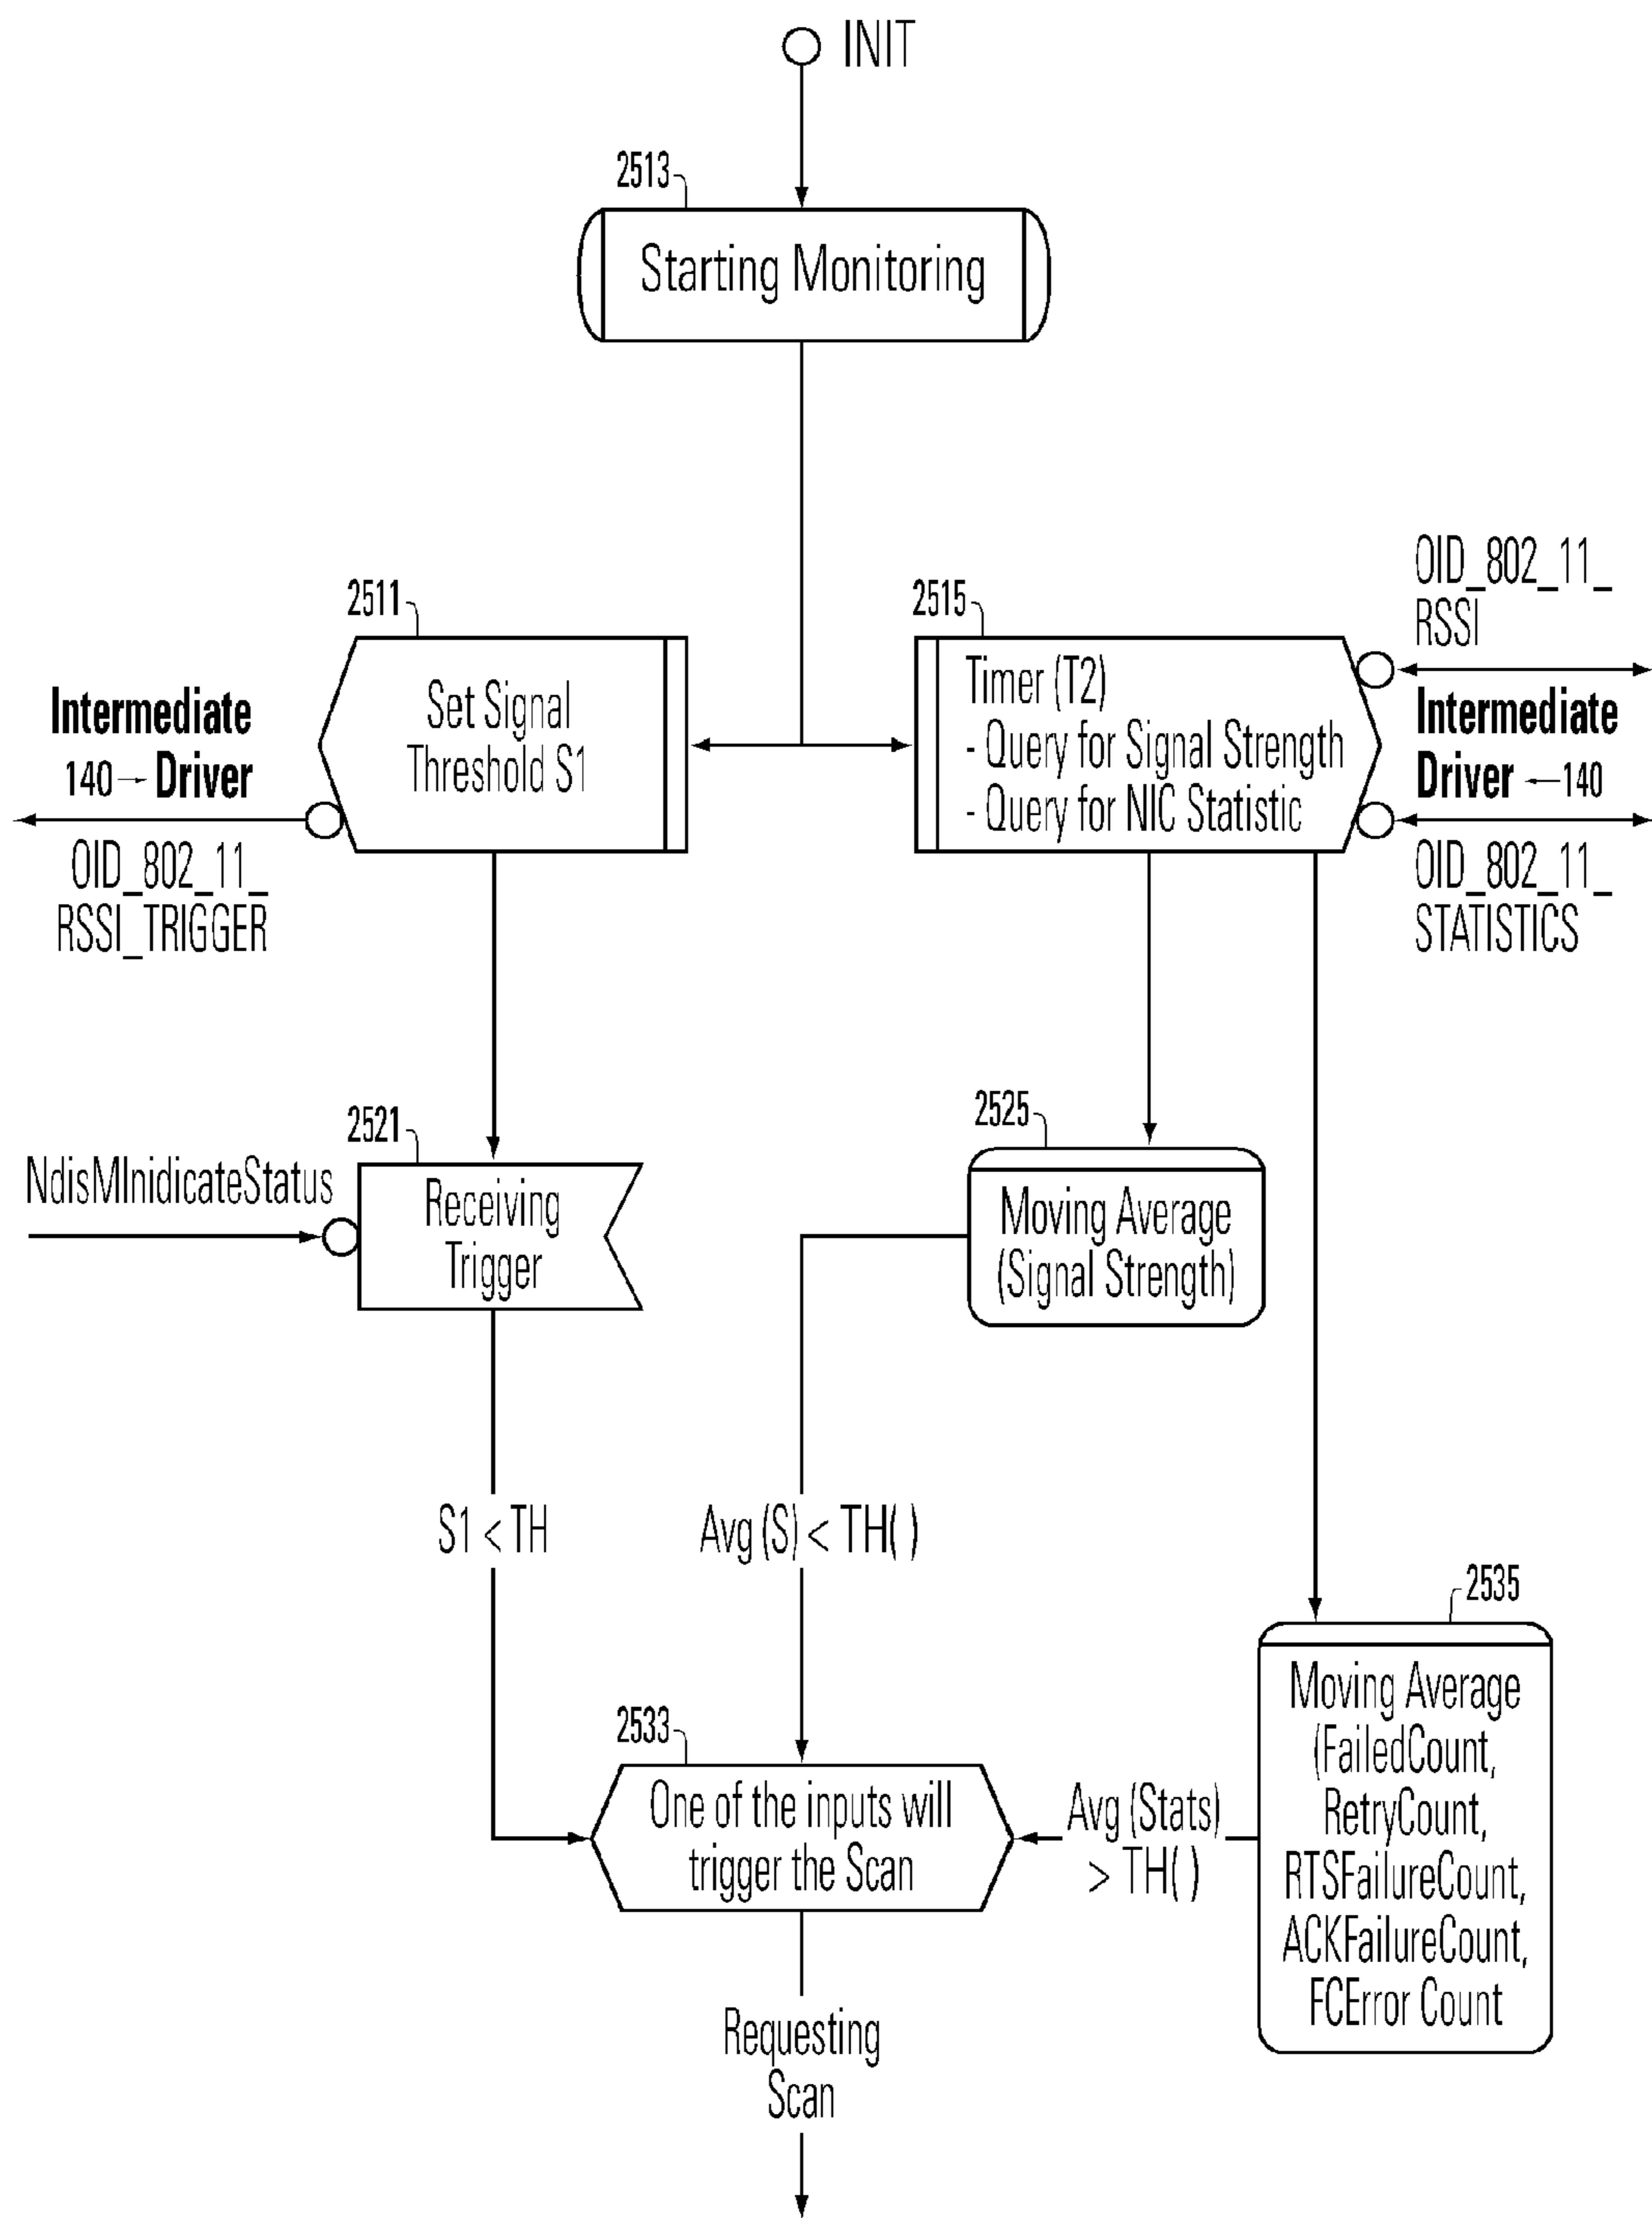 INIT
2513
Starting Monitoring
2511
Set Signal
Threshold S1
Intermediate
140 Driver
OID_802_11_
RSSI_TRIGGER
2515
Timer (T2)
- Query for Signal Strength
- Query for NIC Statistic
OID_802_11_
RSSI
Intermediate
Driver 140
OID_802_11_
STATISTICS
2521
NdisMInidicateStatus
Receiving
Trigger
2525
Moving Average
(Signal Strength)
S1 < TH
Avg (S) < TH( )
2535
Moving Average
(FailedCount,
RetryCount,
RTSFailureCount,
ACKFailureCount,
FCError Count
2533
One of the inputs will
trigger the Scan
Avg (Stats)
> TH( )
Requesting
Scan